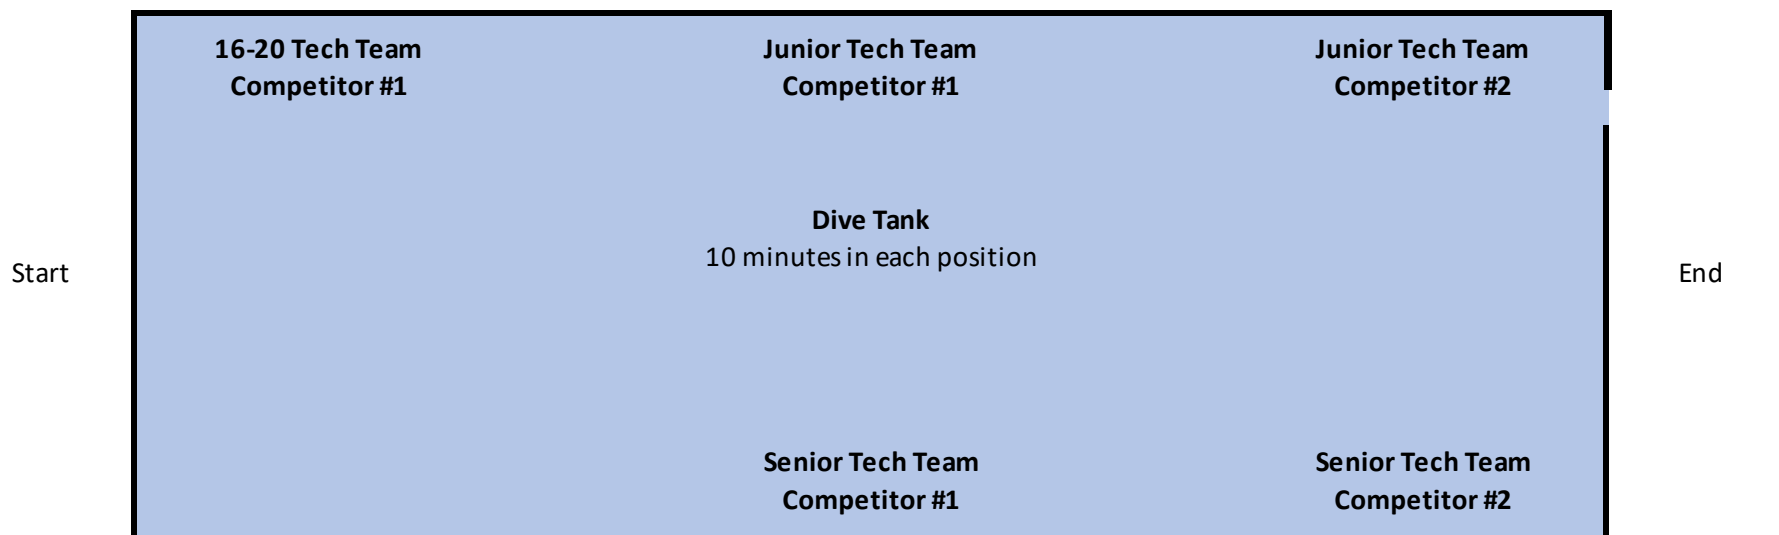 16-20 Tech Team
Competitor #1
Junior Tech Team
Competitor #1
Junior Tech Team
Competitor #2
Dive Tank
10 minutes in each position
Start
End
Senior Tech Team
Competitor #1
Senior Tech Team
Competitor #2